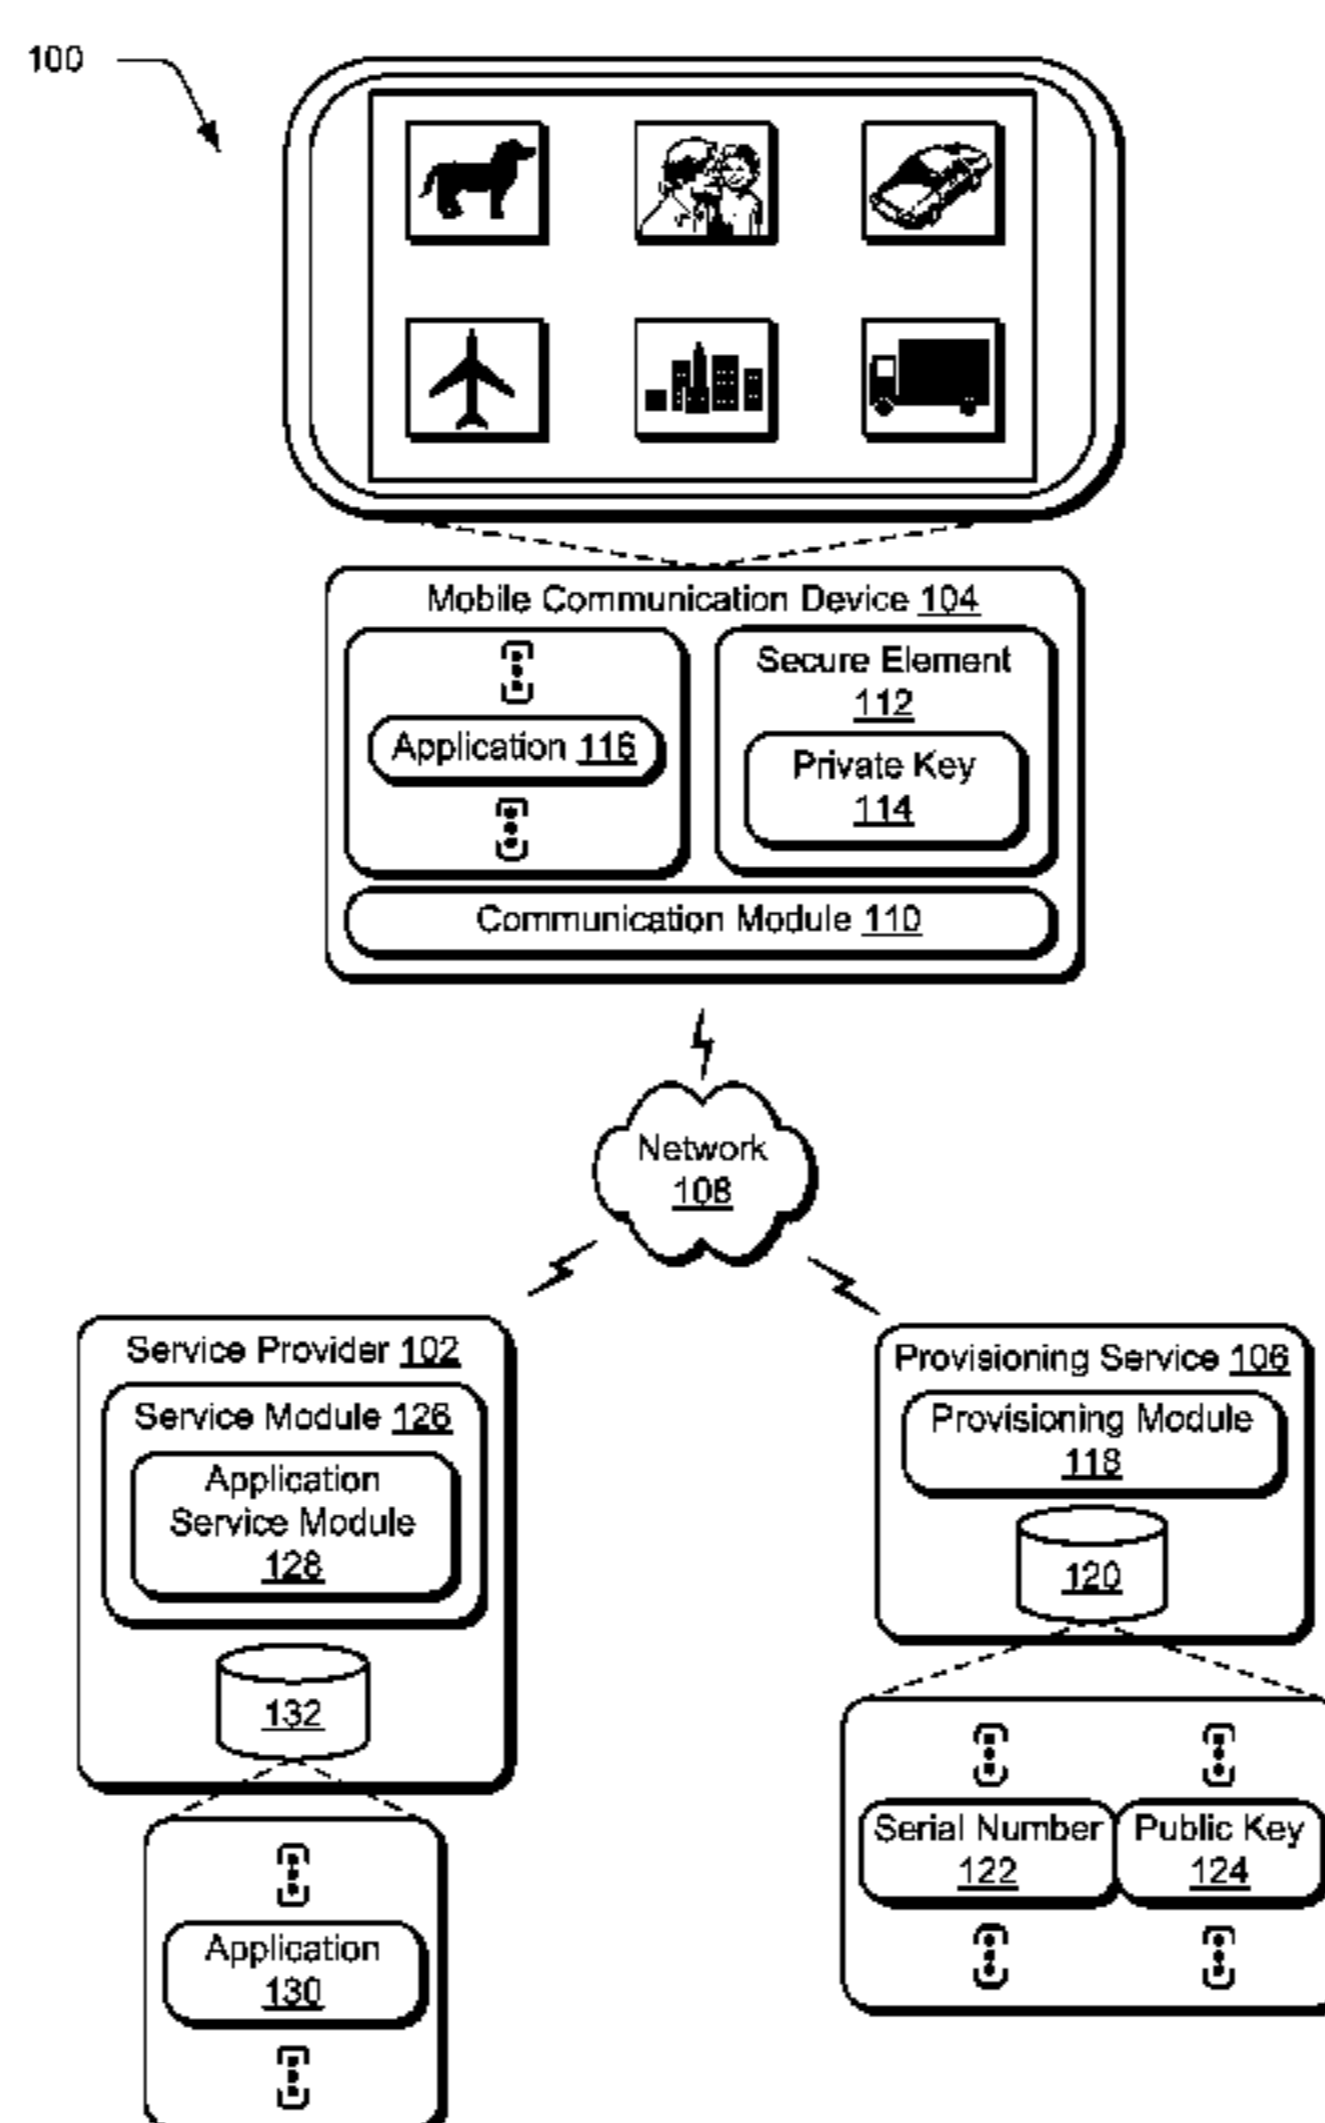 100
Mobile Communication Device 104
Application 116
Secure Element
112
Private Key
114
Communication Module 110
Network
108
Service Provider 102
Service Module 126
Application
Service Module
128
132
Application
130
Provisioning Service 106
Provisioning Module
118
120
Serial Number
122
Public Key
124